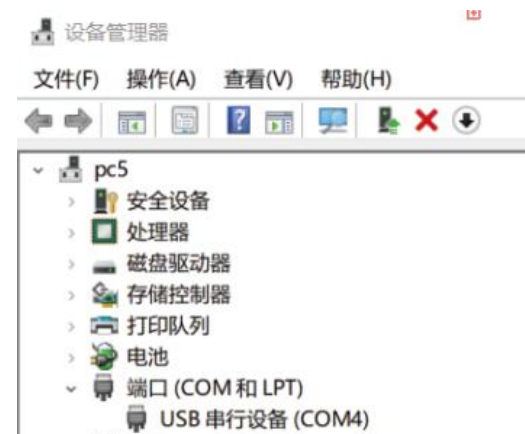 设备管理器
文件(F) 操作(A) 查看(V) 帮助(H)
pc5
安全设备
处理器
磁盘驱动器
存储控制器
打印队列
电池
端口 (COM 和 LPT)
USB 串行设备 (COM4)